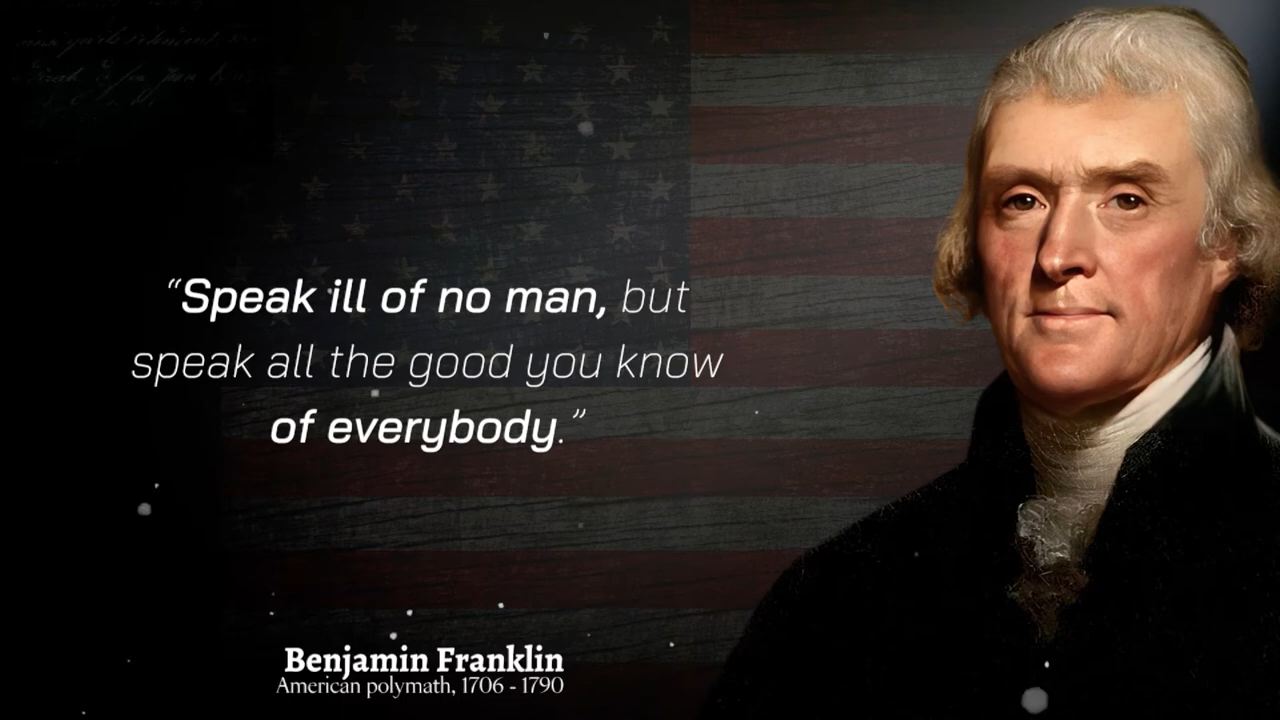 “Speak ill of no man, but
speak all the good you know
of everybody.”
Benjamin Franklin
American polymath, 1706 - 1790